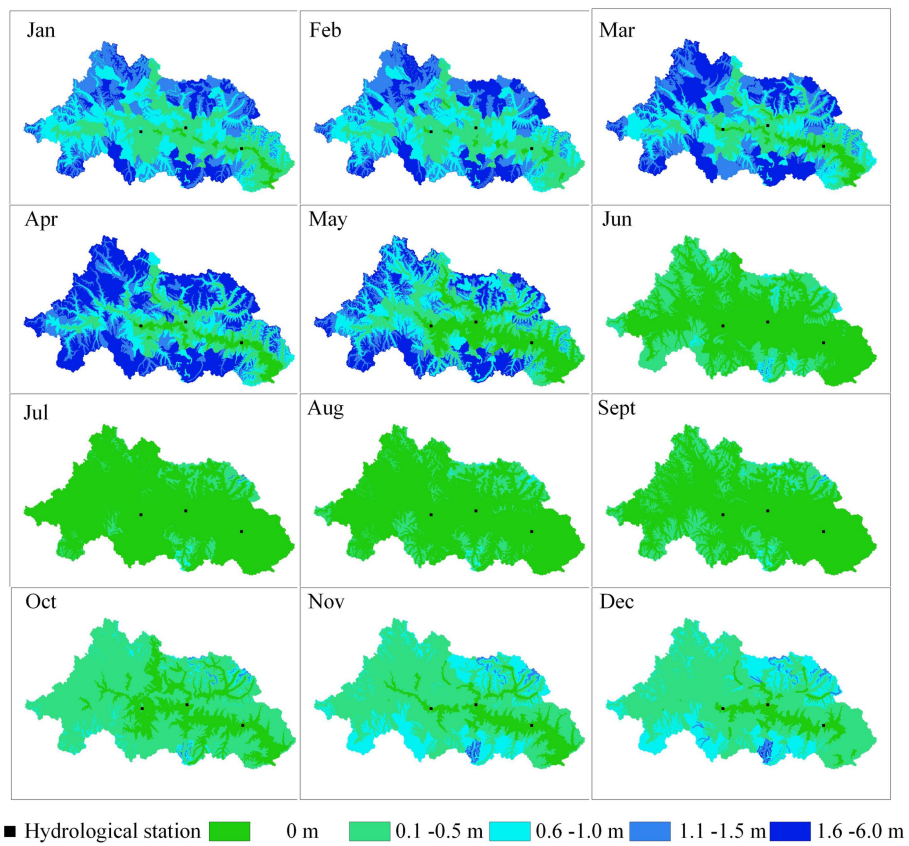 Jan
Feb
Mar
Apr
May
Jun
Jul
Aug
Sept
Oct
Nov
Dec
Hydrological station 0 m 0.1 -0.5 m 0.6 -1.0 m 1.1 -1.5 m 1.6 -6.0 m